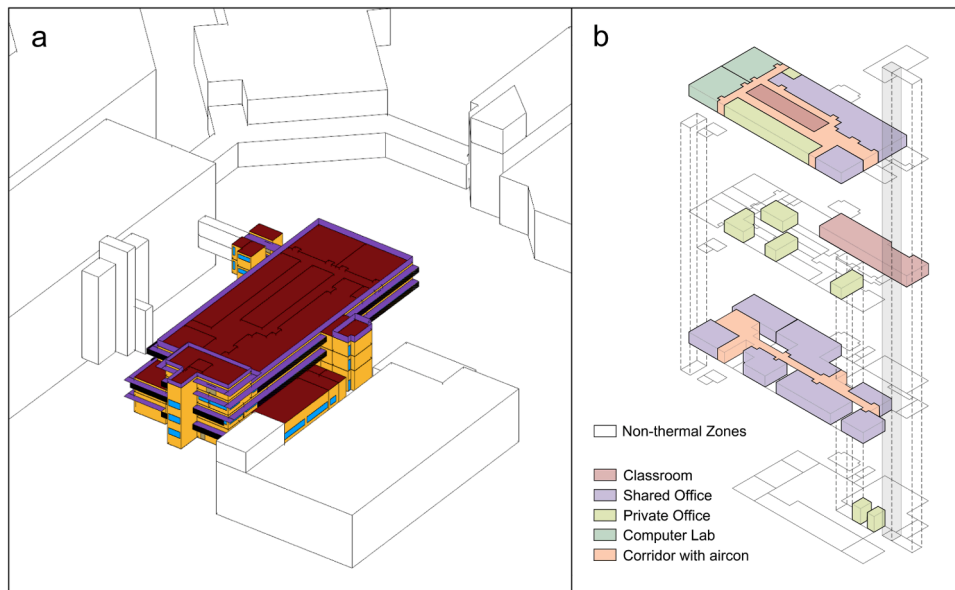 a
b
Non-thermal Zones
Classroom
Shared Office
Private Office
Computer Lab
Corridor with aircon